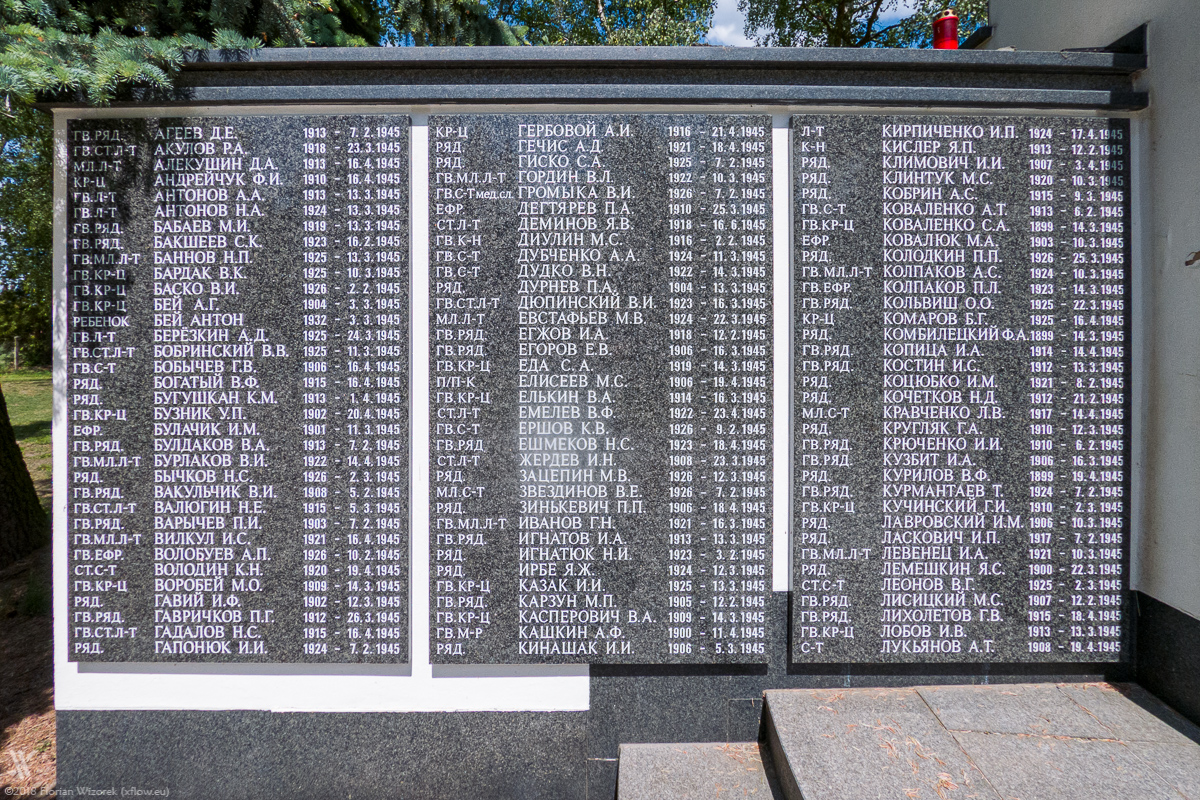 ГВ.РЯД. АГЕЕВ Д.Е. 1913 - 7.2.1945
ГВ.СТ.Л-Т АКУЛОВ Р.А. 1918 - 23.3.1945
МЛ.Л-Т АЛЕКУШИН Д.А. 1913 - 16.4.1945
КР-Ц АНДРЕЙЧУК Ф.И. 1910 - 16.4.1945
ГВ.Л-Т АНТОНОВ А.А. 1915 - 13.3.1945
ГВ.Л-Т АНТОНОВ Н.А. 1924 - 13.3.1945
ГВ.РЯД. БАБАЕВ М.И. 1919 - 13.3.1945
ГВ.РЯД. БАКШЕЕВ С.К. 1923 - 16.2.1945
ГВ.МЛ.Л-Т БАННОВ Н.П. 1925 - 13.3.1945
ГВ.КР-Ц БАРДАК В.К. 1925 - 10.3.1945
ГВ.КР-Ц БАСКО В.И. 1926 - 2.2.1945
ГВ.КР-Ц БЕЙ А.Г. 1904 - 3.3.1945
РЕБЕНОК БЕЙ АНТОН 1932 - 3.3.1945
ГВ.Л-Т БЕРЁЗКИН А.Д. 1925 - 24.3.1945
ГВ.СТ.Л-Т БОБРИНСКИЙ В.В. 1925 - 11.3.1945
ГВ.С-Т БОБЫЧЕВ Г.В. 1906 - 16.4.1945
РЯД. БОГАТЫЙ В.Ф. 1915 - 16.4.1945
РЯД. БУГУШКАН К.М. 1913 - 1.4.1945
ГВ.КР-Ц БУЗНИК У.П. 1902 - 20.4.1945
ЕФР. БУЛАЧИК И.М. 1901 - 11.3.1945
ГВ.РЯД. БУЛДАКОВ В.А. 1913 - 7.2.1945
ГВ.МЛ.Л-Т БУРЛАКОВ В.И. 1922 - 14.4.1945
РЯД. БЫЧКОВ Н.С. 1926 - 2.3.1945
ГВ.РЯД. ВАКУЛЬЧИК В.И. 1908 - 5.2.1945
ГВ.СТ.Л-Т ВАЛЮГИН Н.Е. 1915 - 5.3.1945
ГВ.РЯД. ВАРЫЧЕВ П.И. 1903 - 7.2.1945
ГВ.МЛ.Л-Т ВИЛКУЛ И.С. 1921 - 16.4.1945
ГВ.ЕФР. ВОЛОБУЕВ А.П. 1926 - 10.2.1945
СТ.С-Т ВОЛОДИН К.Н. 1920 - 19.4.1945
ГВ.КР-Ц ВОРОБЕЙ М.О. 1909 - 14.3.1945
РЯД. ГАВИЙ И.Ф. 1902 - 12.3.1945
ГВ.РЯД. ГАВРИЧКОВ П.Г. 1912 - 26.3.1945
ГВ.СТ.Л-Т ГАДАЛОВ Н.С. 1915 - 16.4.1945
РЯД. ГАПОНЮК И.И. 1924 - 7.2.1945
КР-Ц ГЕРБОВОЙ А.И. 1916 - 21.4.1945
РЯД. ГЕЧИС А.Д. 1921 - 18.4.1945
РЯД. ГИСКО С.А. 1925 - 7.2.1945
ГВ.МЛ.Л-Т ГОРДИН В.Л. 1922 - 10.3.1945
ГВ.С-Т мед.сл. ГРОМЫКА В.И. 1926 - 7.2.1945
ЕФР. ДЕГТЯРЕВ П.А. 1910 - 25.3.1945
СТ.Л-Т ДЕМИНОВ Я.В. 1918 - 16.6.1945
ГВ.К-Н ДИУЛИН М.С. 1916 - 2.2.1945
ГВ.С-Т ДУБЧЕНКО А.А. 1924 - 11.3.1945
ГВ.С-Т ДУДКО В.Н. 1922 - 14.3.1945
РЯД. ДУРНЕВ П.А. 1904 - 13.3.1945
ГВ.СТ.Л-Т ДЮПИНСКИЙ В.И. 1923 - 16.3.1945
МЛ.Л-Т ЕВСТАФЬЕВ М.В. 1924 - 22.3.1945
ГВ.РЯД. ЕГЖОВ И.А. 1918 - 12.2.1945
ГВ.РЯД. ЕГОРОВ Е.В. 1906 - 16.3.1945
ГВ.КР-Ц ЕДА С.А. 1919 - 14.3.1945
П/П-К ЕЛИСЕЕВ М.С. 1906 - 19.4.1945
ГВ.КР-Ц ЕЛЬКИН В.А. 1914 - 16.3.1945
СТ.Л-Т ЕМЕЛЕВ В.Ф. 1922 - 23.4.1945
ГВ.С-Т ЕРШОВ К.В. 1926 - 9.2.1945
ГВ.РЯД. ЕШМЕКОВ Н.С. 1923 - 18.4.1945
СТ.Л-Т ЖЕРДЕВ И.Н. 1908 - 23.3.1945
РЯД. ЗАЦЕПИН М.В. 1926 - 12.3.1945
МЛ.С-Т ЗВЕЗДИНОВ В.Е. 1926 - 7.2.1945
РЯД. ЗИНЬКЕВИЧ П.П. 1906 - 18.4.1945
ГВ.МЛ.Л-Т ИВАНОВ Г.Н. 1921 - 16.3.1945
ГВ.РЯД. ИГНАТОВ И.А. 1913 - 13.3.1945
РЯД. ИГНАТЮК Н.И. 1923 - 3.2.1945
РЯД. ИРБЕ Я.Ж. 1924 - 12.3.1945
ГВ.КР-Ц КАЗАК И.И. 1925 - 13.3.1945
ГВ.РЯД. КАРЗУН М.П. 1905 - 12.2.1945
ГВ.КР-Ц КАСПЕРОВИЧ В.А. 1909 - 14.3.1945
ГВ.М-Р КАШКИН А.Ф. 1900 - 11.4.1945
РЯД. КИНАШАК И.И. 1906 - 5.3.1945
Л-Т КИРПИЧЕНКО И.П. 1924 - 17.4.1945
К-Н КИСЛЕР Я.П. 1913 - 12.2.1945
РЯД. КЛИМОВИЧ И.И. 1907 - 3.4.1945
РЯД. КЛИНТУК М.С. 1920 - 10.3.1945
РЯД. КОБРИН А.С. 1915 - 9.3.1945
ГВ.С-Т КОВАЛЕНКО А.Т. 1913 - 6.2.1945
ГВ.КР-Ц КОВАЛЕНКО С.А. 1899 - 14.3.1945
ЕФР. КОВАЛЮК М.А. 1903 - 10.3.1945
РЯД. КОЛОДКИН П.П. 1926 - 25.3.1945
ГВ.МЛ.Л-Т КОЛПАКОВ А.С. 1924 - 10.3.1945
ГВ.ЕФР. КОЛПАКОВ П.Л. 1923 - 14.3.1945
ГВ.РЯД. КОЛЬВИШ О.О. 1925 - 22.3.1945
КР-Ц КОМАРОВ Б.Г. 1925 - 16.4.1945
РЯД. КОМБИЛЕЦКИЙ Ф.А. 1899 - 14.3.1945
ГВ.РЯД. КОПИЦА И.А. 1914 - 14.4.1945
ГВ.РЯД. КОСТИН И.С. 1912 - 13.3.1945
РЯД. КОЦЮБКО И.М. 1921 - 8.2.1945
РЯД. КОЧЕТКОВ Н.Д. 1912 - 21.2.1945
МЛ.С-Т КРАВЧЕНКО Л.В. 1917 - 14.4.1945
РЯД. КРУГЛЯК Г.А. 1910 - 12.3.1945
ГВ.РЯД. КРЮЧЕНКО И.И. 1910 - 6.2.1945
ГВ.РЯД. КУЗБИТ И.А. 1906 - 16.3.1945
РЯД. КУРИЛОВ В.Ф. 1899 - 19.4.1945
ГВ.РЯД. КУРМАНТАЕВ Т. 1924 - 7.2.1945
ГВ.КР-Ц КУЧИНСКИЙ Г.И. 1910 - 2.3.1945
РЯД. ЛАВРОВСКИЙ И.М. 1906 - 10.3.1945
РЯД. ЛАСКОВИЧ И.П. 1917 - 7.2.1945
ГВ.МЛ.Л-Т ЛЕВЕНЕЦ И.А. 1921 - 10.3.1945
РЯД. ЛЕМЕШКИН Я.С. 1900 - 22.3.1945
СТ.С-Т ЛЕОНОВ В.Г. 1925 - 2.3.1945
ГВ.РЯД. ЛИСИЦКИЙ М.С. 1907 - 12.2.1945
ГВ.РЯД. ЛИХОЛЕТОВ Г.В. 1915 - 18.4.1945
ГВ.КР-Ц ЛОБОВ И.В. 1913 - 13.3.1945
С-Т ЛУКЬЯНОВ А.Т. 1908 - 19.4.1945
©2018 Florian Wizorek (xflow.eu)